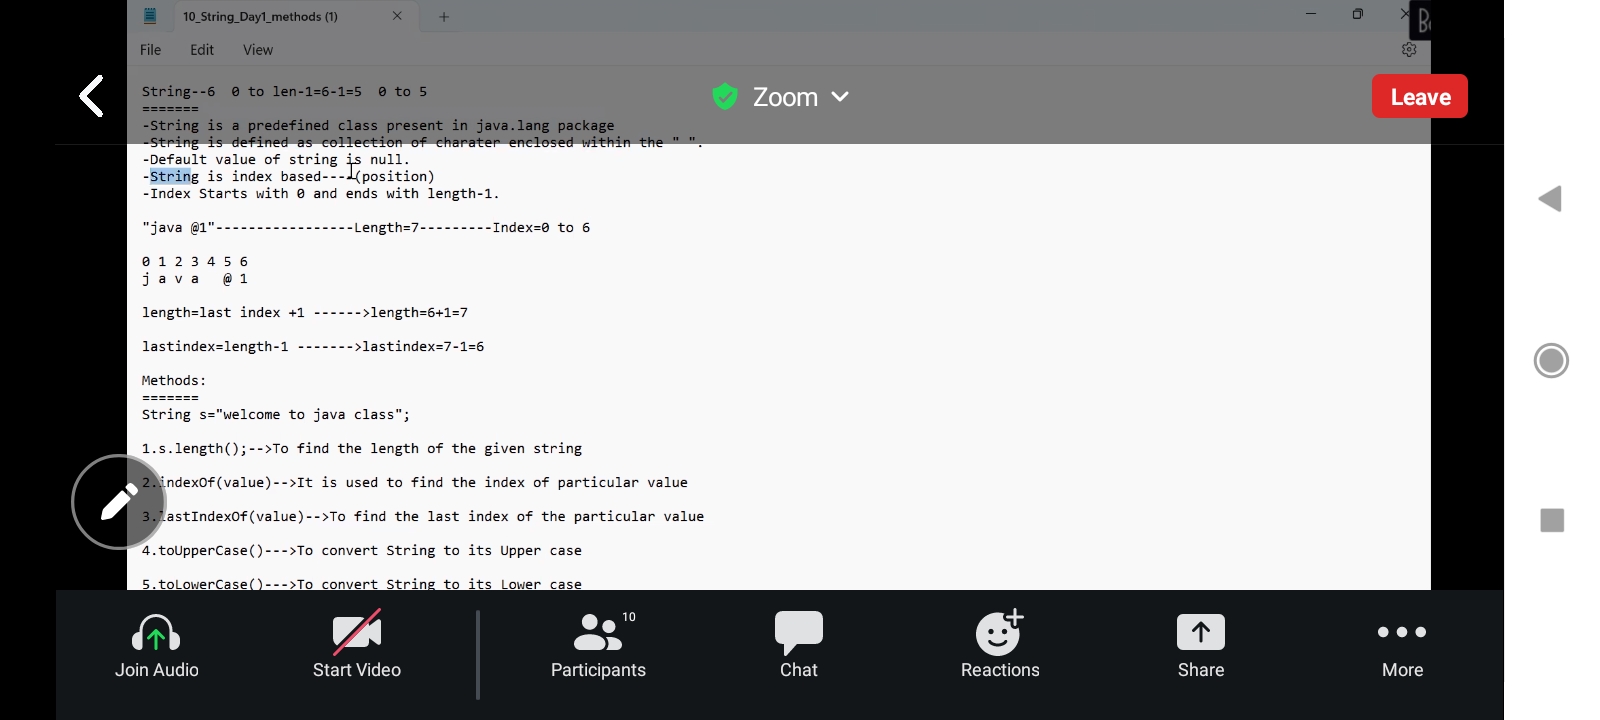 10_String_Day1_methods (1)
File Edit View
String--6  0 to len-1=6-1=5  0 to 5
=======
-String is a predefined class present in java.lang package
-String is defined as collection of charater enclosed within the " ".
-Default value of string is null.
-String is index based----(position)
-Index Starts with 0 and ends with length-1.
"java @1"-----------------Length=7---------Index=0 to 6
0 1 2 3 4 5 6
j a v a   @ 1
length=last index +1 ------>length=6+1=7
lastindex=length-1 ------->lastindex=7-1=6
Methods:
=======
String s="welcome to java class";
1.s.length();-->To find the length of the given string
2.indexOf(value)-->It is used to find the index of particular value
3.lastIndexOf(value)-->To find the last index of the particular value
4.toUpperCase()--->To convert String to its Upper case
5.toLowerCase()--->To convert String to its Lower case
Zoom
Leave
10
Join Audio
Start Video
Participants
Chat
Reactions
Share
More